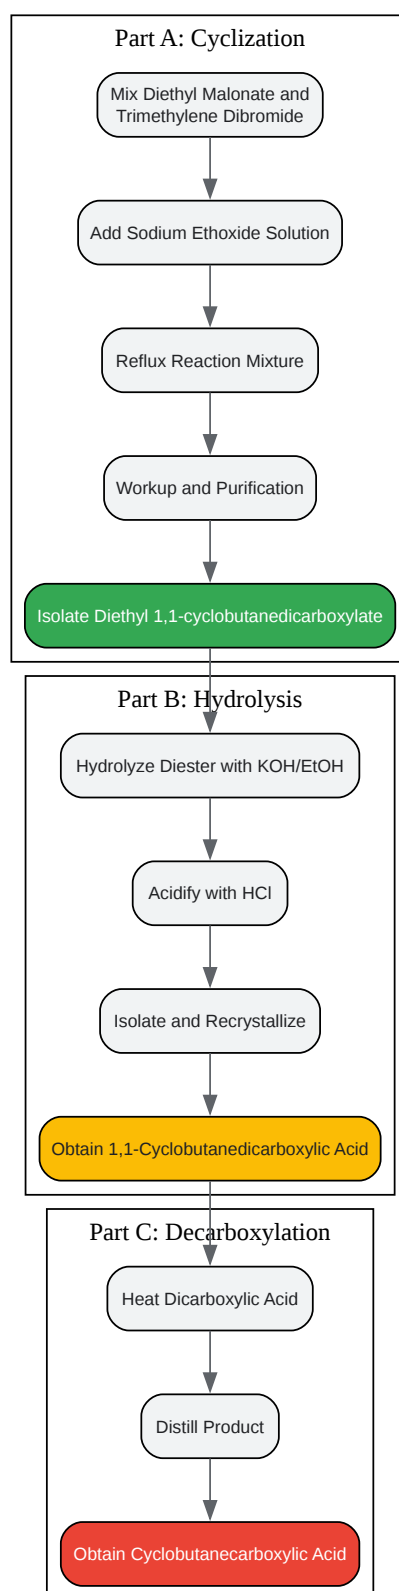 Part A: Cyclization
Mix Diethyl Malonate and
Trimethylene Dibromide
Add Sodium Ethoxide Solution
Reflux Reaction Mixture
Workup and Purification
Isolate Diethyl 1,1-cyclobutanedicarboxylate
Part B: Hydrolysis
Hydrolyze Diester with KOH/EtOH
Acidify with HCl
Isolate and Recrystallize
Obtain 1,1-Cyclobutanedicarboxylic Acid
Part C: Decarboxylation
Heat Dicarboxylic Acid
Distill Product
Obtain Cyclobutanecarboxylic Acid